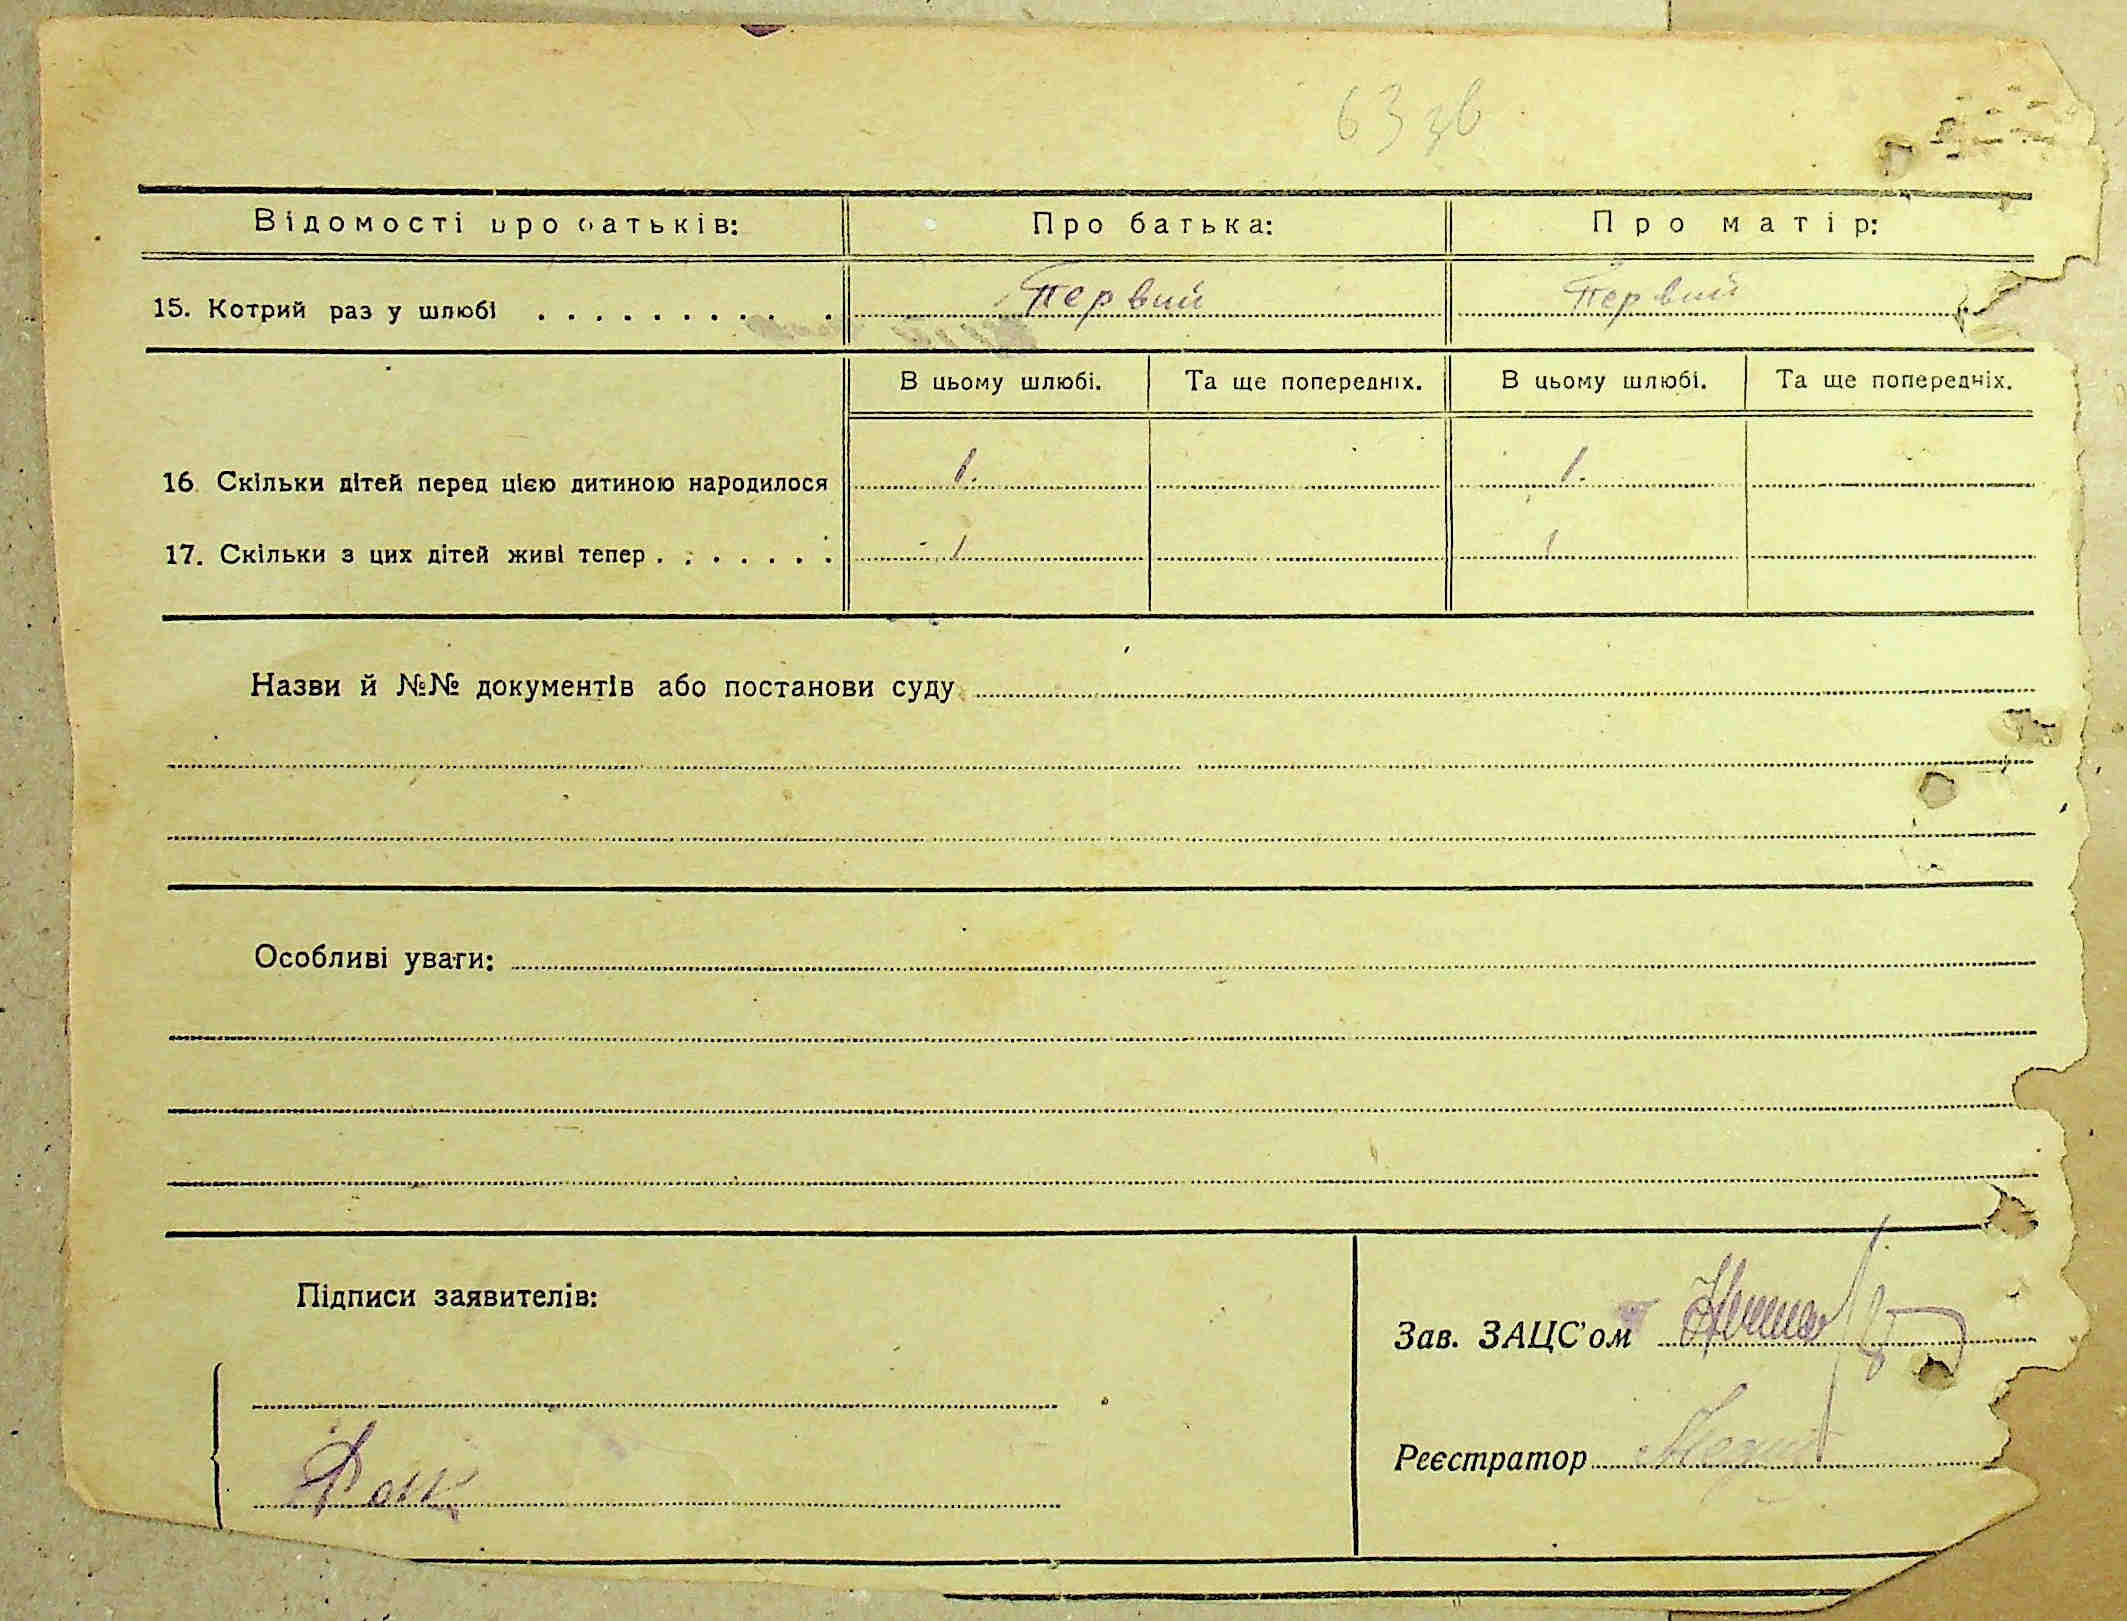 63 зв
Відомості про батьків: Про батька: Про матір:
15. Котрий раз у шлюбі . . . . . . . . . . Первий Первий
В цьому шлюбі. Та ще попередніх. В цьому шлюбі. Та ще попередніх.
16. Скільки дітей перед цією дитиною народилося 1. 1.
17. Скільки з цих дітей живі тепер . . . . . . . 1 1
Назви й №№ документів або постанови суду
Особливі уваги:
Підписи заявителів:
Зав. ЗАЦС'ом
Реєстратор